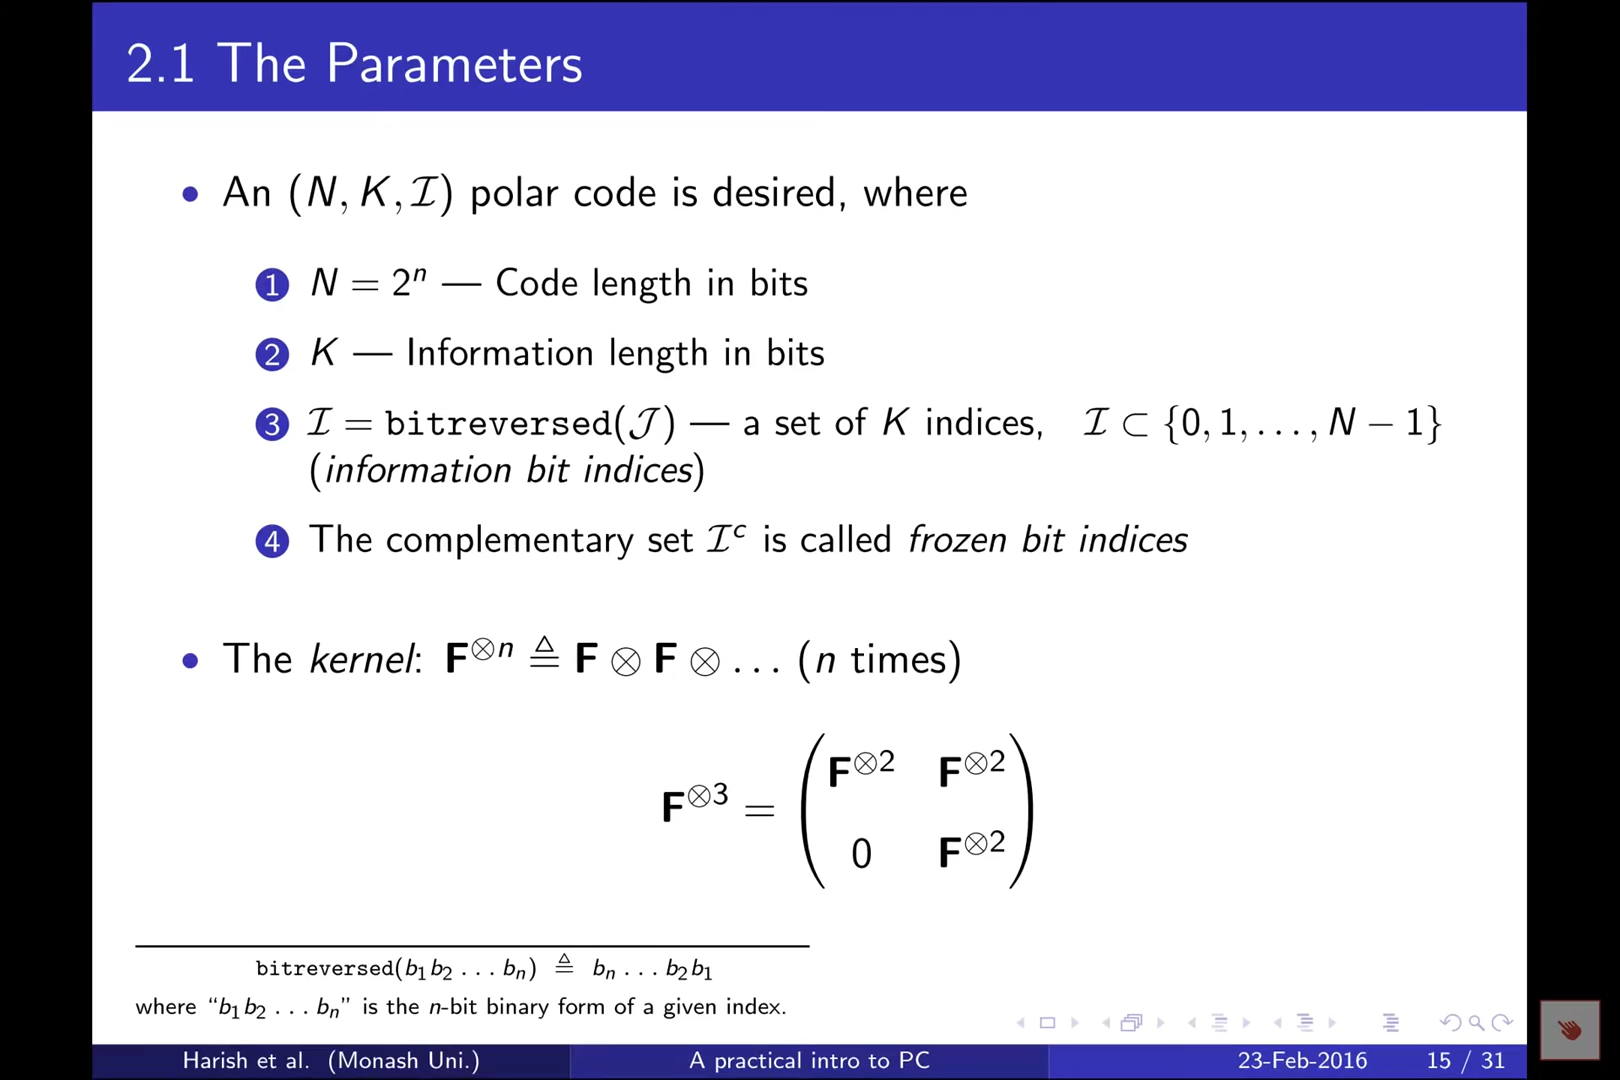 2.1 The Parameters
• An (N, K, ℐ) polar code is desired, where
1 N = 2ⁿ — Code length in bits
2 K — Information length in bits
3 ℐ = bitreversed(𝒥) — a set of K indices, ℐ ⊂ {0, 1, . . . , N − 1}
(information bit indices)
4 The complementary set ℐᶜ is called frozen bit indices
• The kernel: F^⊗n ≜ F ⊗ F ⊗ . . . (n times)
F^⊗3 = ( F^⊗2 F^⊗2
0 F^⊗2 )
bitreversed(b₁b₂ . . . bₙ) ≜ bₙ . . . b₂b₁
where “b₁b₂ . . . bₙ” is the n-bit binary form of a given index.
Harish et al. (Monash Uni.) A practical intro to PC 23-Feb-2016 15 / 31